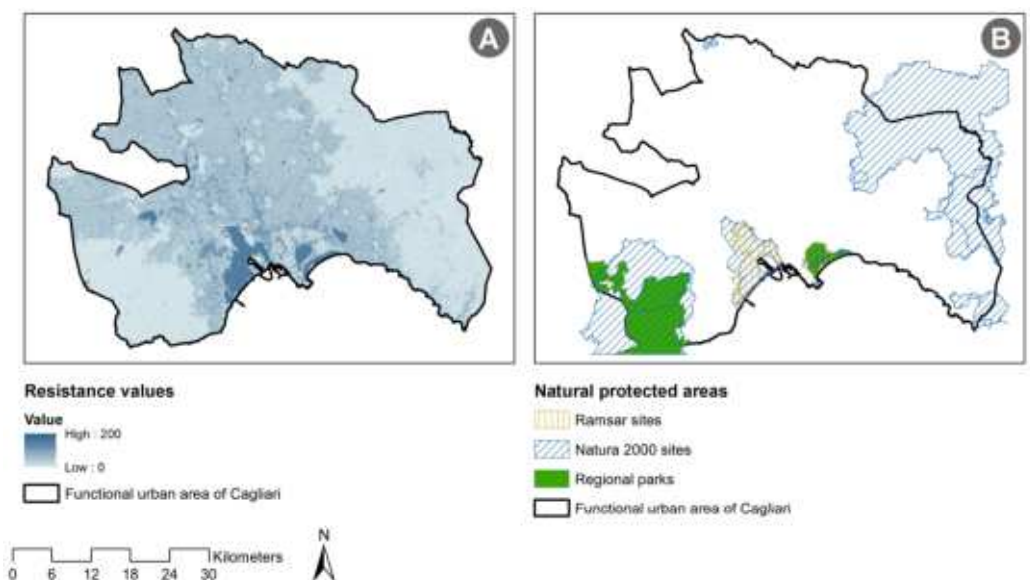 A
B
Resistance values
Value
High : 200
Low : 0
Functional urban area of Cagliari
Natural protected areas
Ramsar sites
Natura 2000 sites
Regional parks
Functional urban area of Cagliari
N
Kilometers
0 6 12 18 24 30